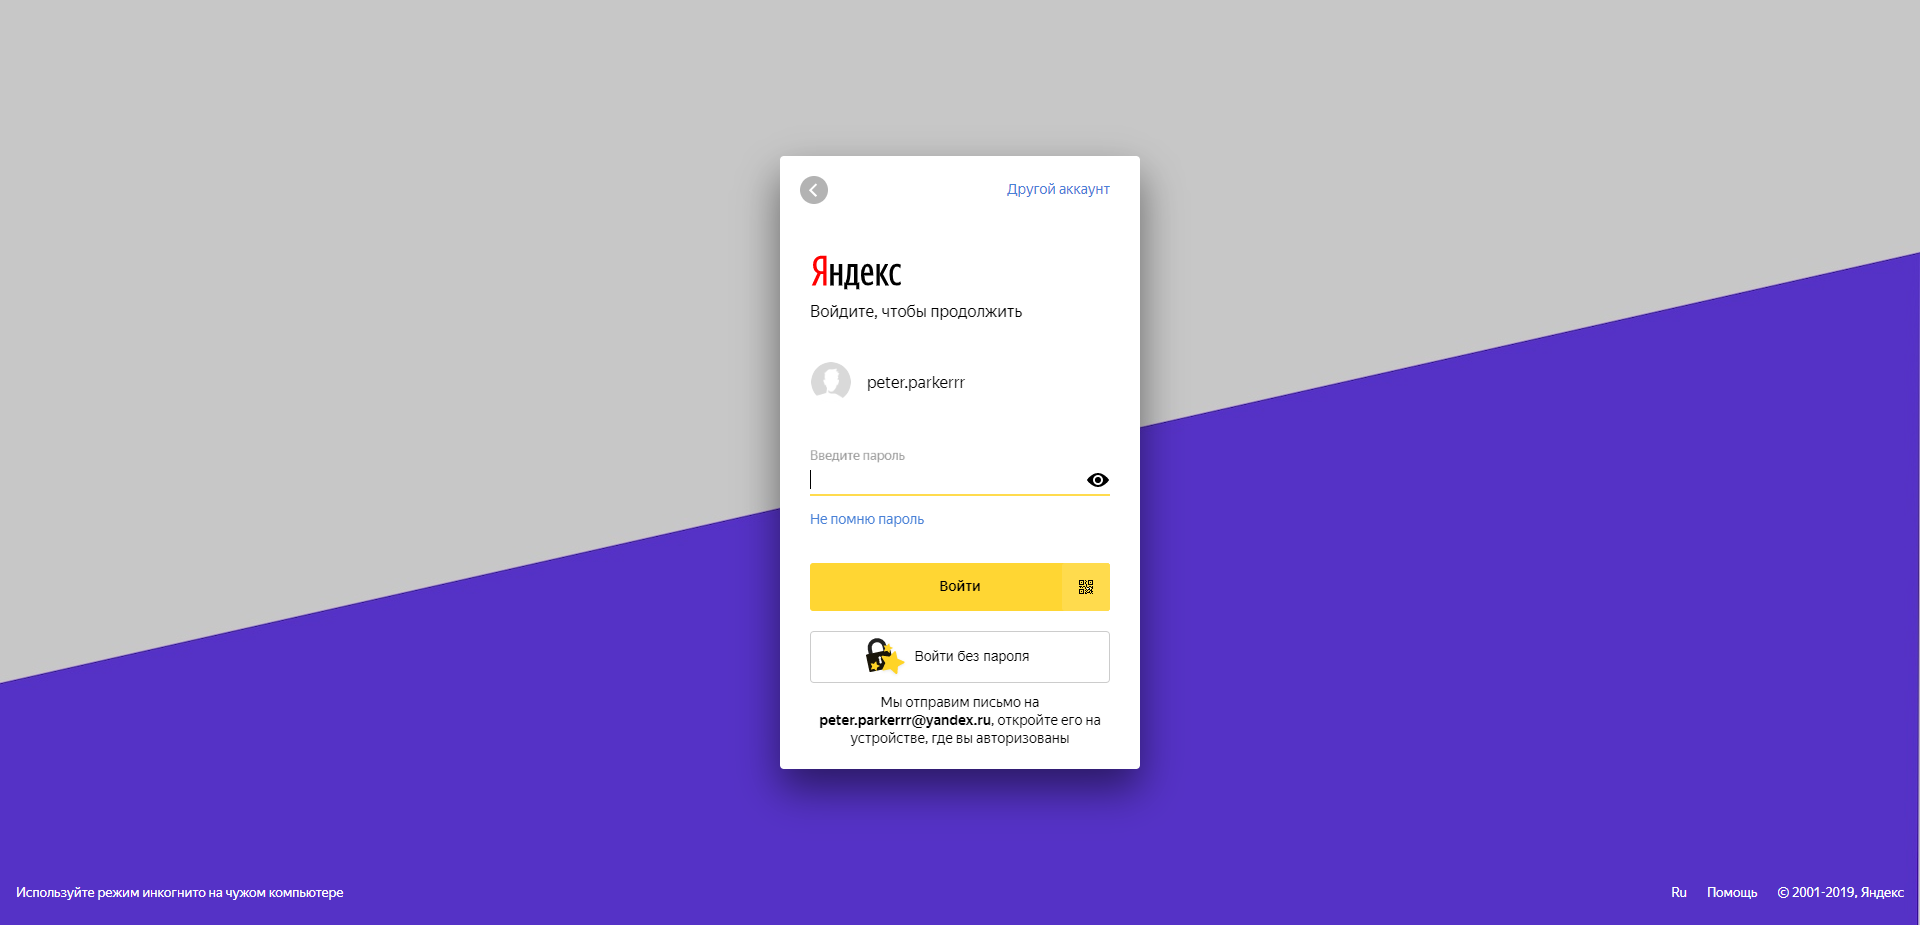 Другой аккаунт
Яндекс
Войдите, чтобы продолжить
peter.parkerrr
Введите пароль
Не помню пароль
Войти
Войти без пароля
Мы отправим письмо на
peter.parkerrr@yandex.ru, откройте его на
устройстве, где вы авторизованы
Используйте режим инкогнито на чужом компьютере
Ru
Помощь
© 2001-2019, Яндекс